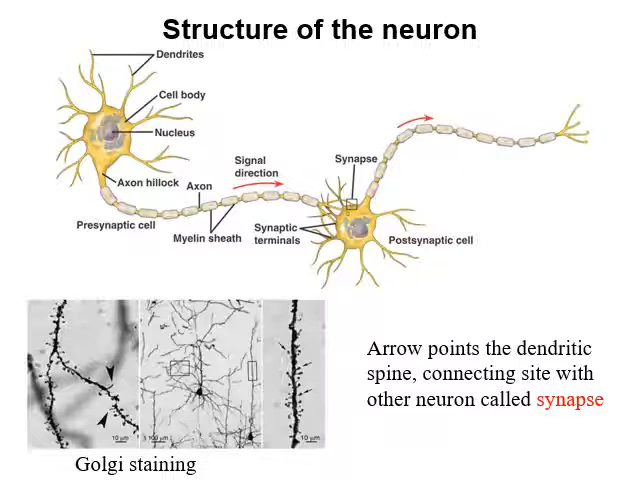 Structure of the neuron
Dendrites
Cell body
Nucleus
Axon hillock
Axon
Signal
direction
Synapse
Presynaptic cell
Myelin sheath
Synaptic
terminals
Postsynaptic cell
10 µm
100 µm
10 µm
Arrow points the dendritic
spine, connecting site with
other neuron called synapse
Golgi staining